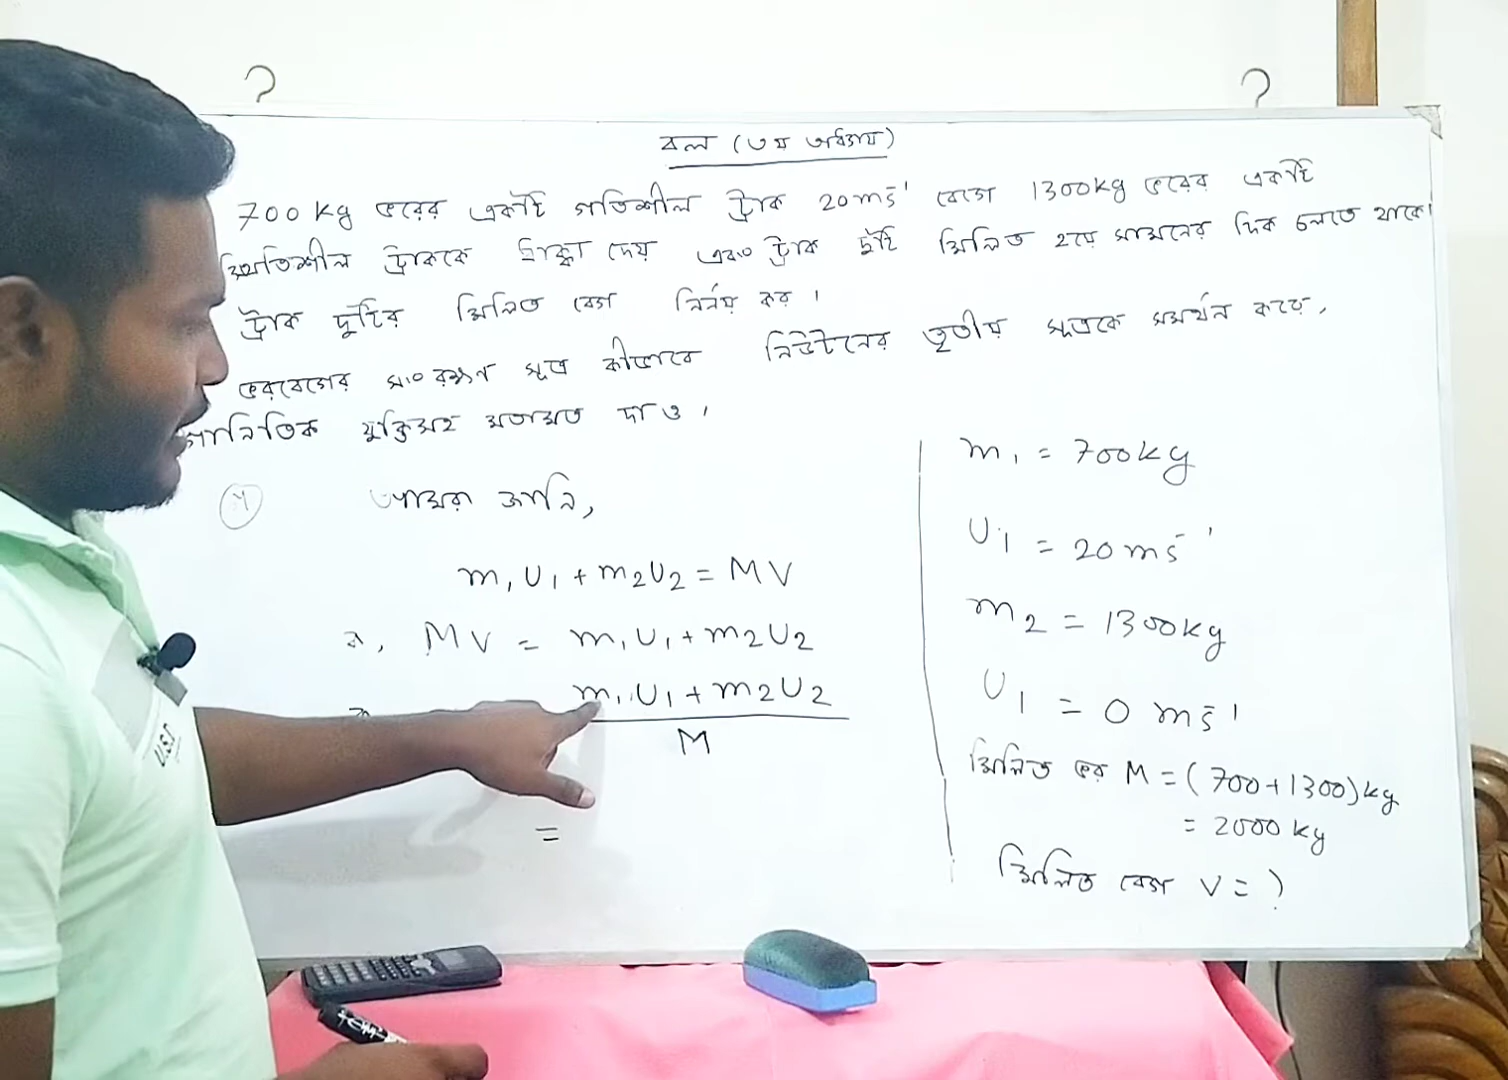 বল (৩য় অধ্যায়)
700 kg ভরের একটি গতিশীল ট্রাক 20ms⁻¹ বেগে 1300kg ভরের একটি
স্থিতিশীল ট্রাককে ধাক্কা দেয় এবং ট্রাক দুটি মিলিত হয়ে সামনের দিক চলতে থাকে।
ট্রাক দুটির মিলিত বেগ নির্নয় কর।
ভরবেগের সংরক্ষণ সূত্র কীভাবে নিউটনের তৃতীয় সূত্রকে সমর্থন করে,
গানিতিক যুক্তিসহ মতামত দাও।
আমরা জানি,
m₁U₁ + m₂U₂ = MV
বা, MV = m₁U₁ + m₂U₂
m₁U₁ + m₂U₂
M
=
m₁ = 700kg
U₁ = 20ms⁻¹
m₂ = 1300kg
U₁ = 0 ms⁻¹
মিলিত ভর M = (700+1300)kg
= 2000 kg
মিলিত বেগ V = ?
U.S.D